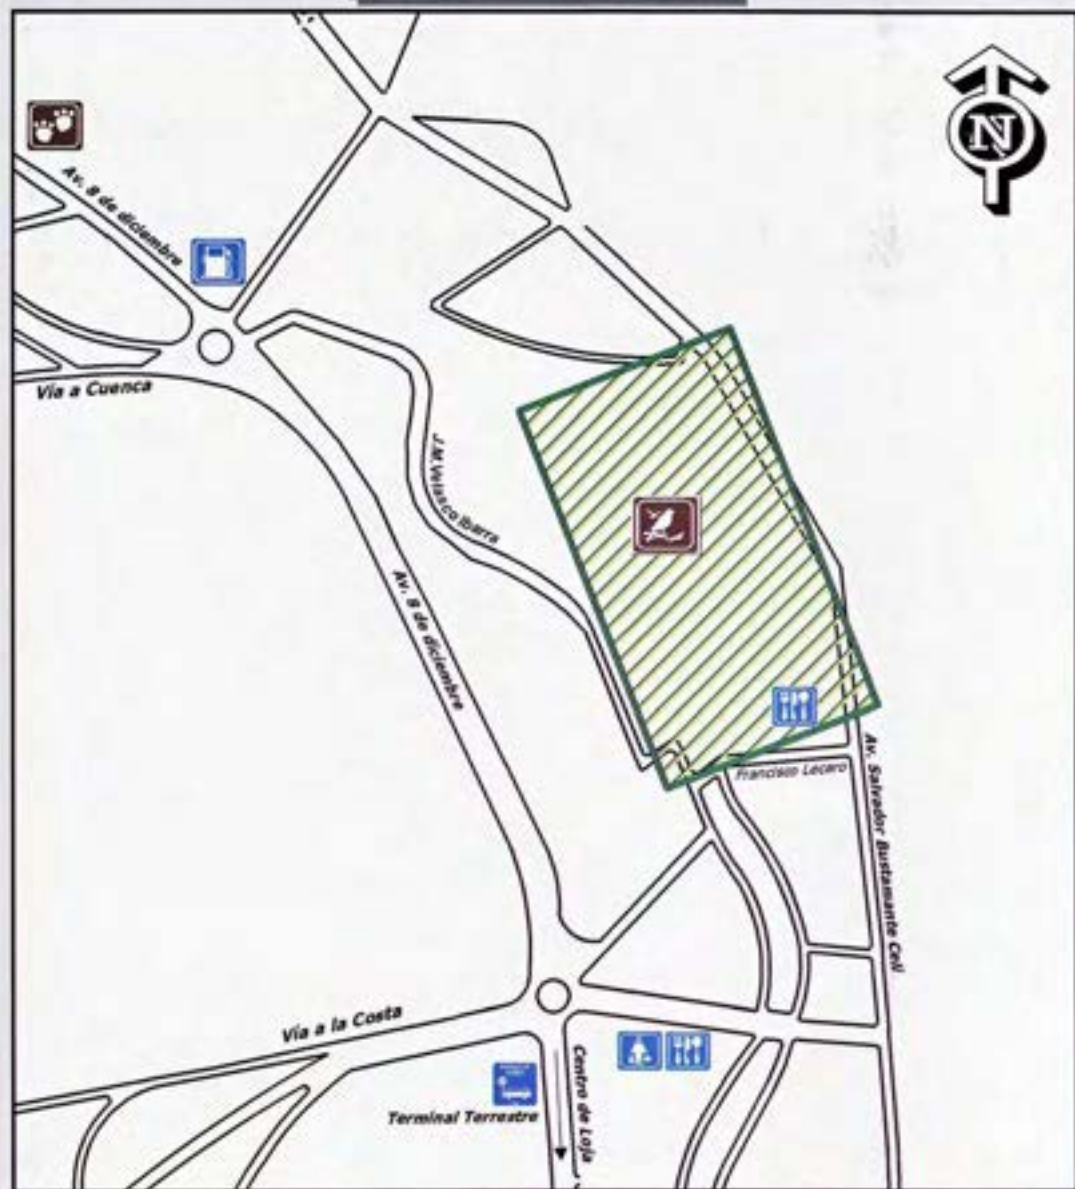 N
Av. 8 de diciembre
Vía a Cuenca
J.M.Velasco Ibarra
Av. 8 de diciembre
Francisco Lecaro
Av. Salvador Bustamante Celi
Vía a la Costa
Centro de Loja
Terminal Terrestre